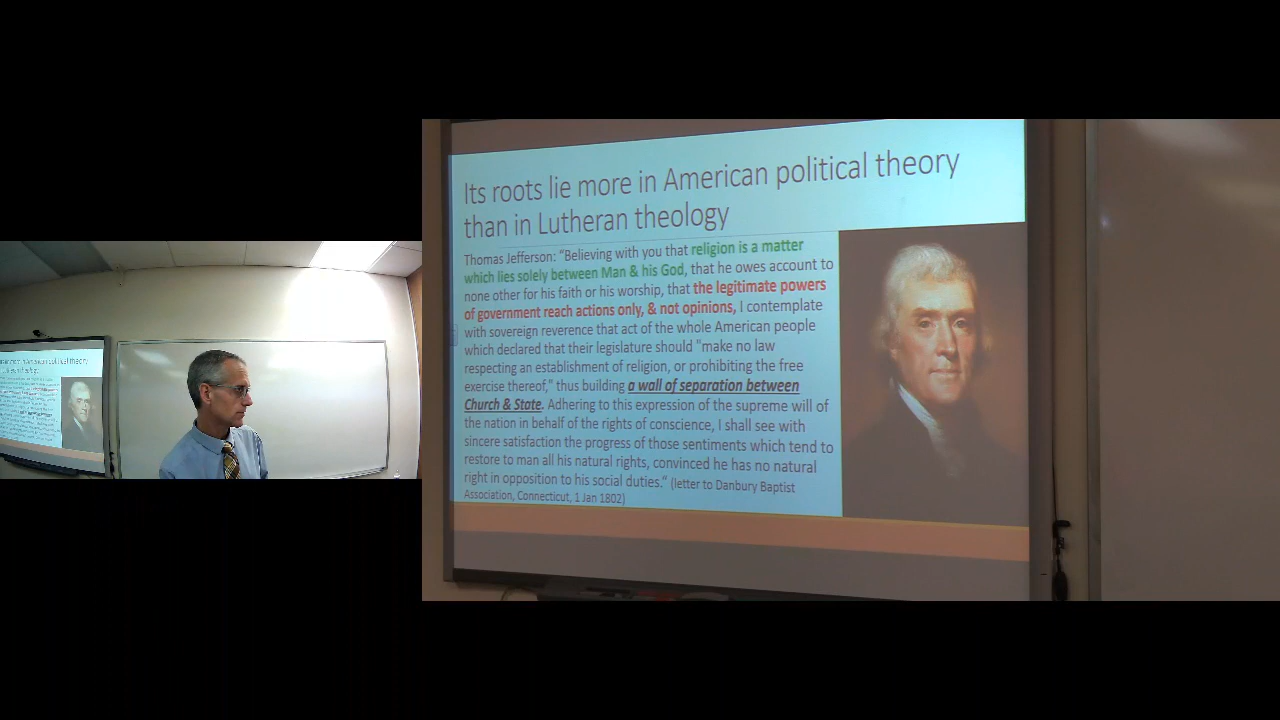 Its roots lie more in American political theory
than in Lutheran theology
Thomas Jefferson: “Believing with you that religion is a matter
which lies solely between Man & his God, that he owes account to
none other for his faith or his worship, that the legitimate powers
of government reach actions only, & not opinions, I contemplate
with sovereign reverence that act of the whole American people
which declared that their legislature should "make no law
respecting an establishment of religion, or prohibiting the free
exercise thereof," thus building a wall of separation between
Church & State. Adhering to this expression of the supreme will of
the nation in behalf of the rights of conscience, I shall see with
sincere satisfaction the progress of those sentiments which tend to
restore to man all his natural rights, convinced he has no natural
right in opposition to his social duties.“ (letter to Danbury Baptist
Association, Connecticut, 1 Jan 1802)